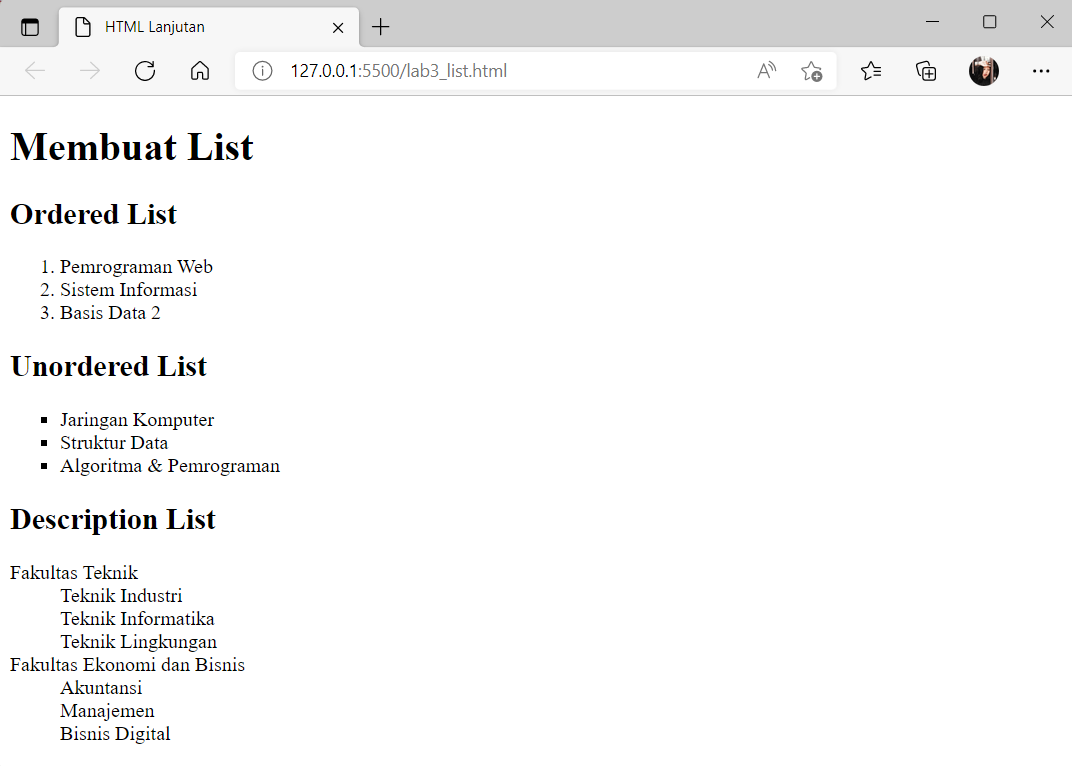 HTML Lanjutan
127.0.0.1:5500/lab3_list.html
Membuat List
Ordered List
1. Pemrograman Web
2. Sistem Informasi
3. Basis Data 2
Unordered List
▪ Jaringan Komputer
▪ Struktur Data
▪ Algoritma & Pemrograman
Description List
Fakultas Teknik
Teknik Industri
Teknik Informatika
Teknik Lingkungan
Fakultas Ekonomi dan Bisnis
Akuntansi
Manajemen
Bisnis Digital